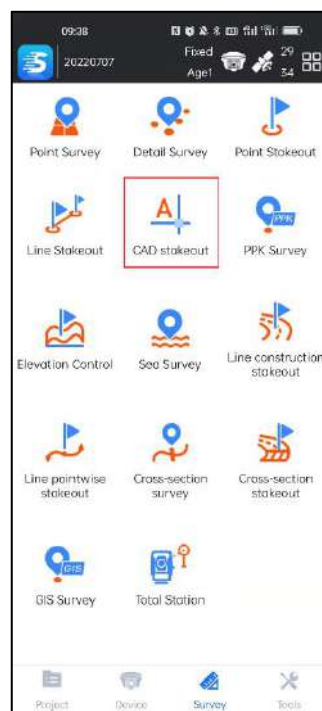 09:38
20220707
Fixed
Age1
29
34
Point Survey
Detail Survey
Point Stakeout
Line Stakeout
A
CAD stakeout
PPK
PPK Survey
Elevation Control
Sea Survey
Line construction
stakeout
Line pointwise
stakeout
Cross-section
survey
Cross-section
stakeout
GIS
GIS Survey
Total Station
Project
Device
Survey
Tools